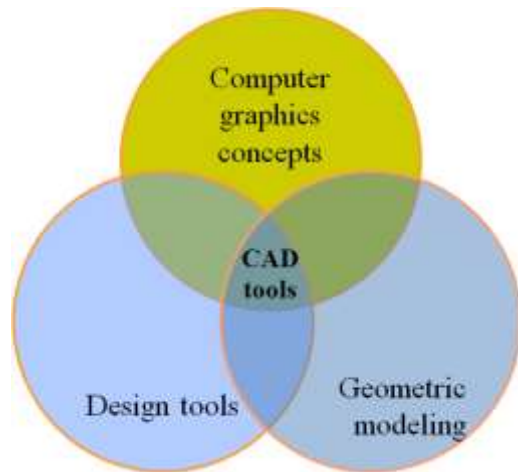 Computer
graphics
concepts
CAD
tools
Design tools
Geometric
modeling